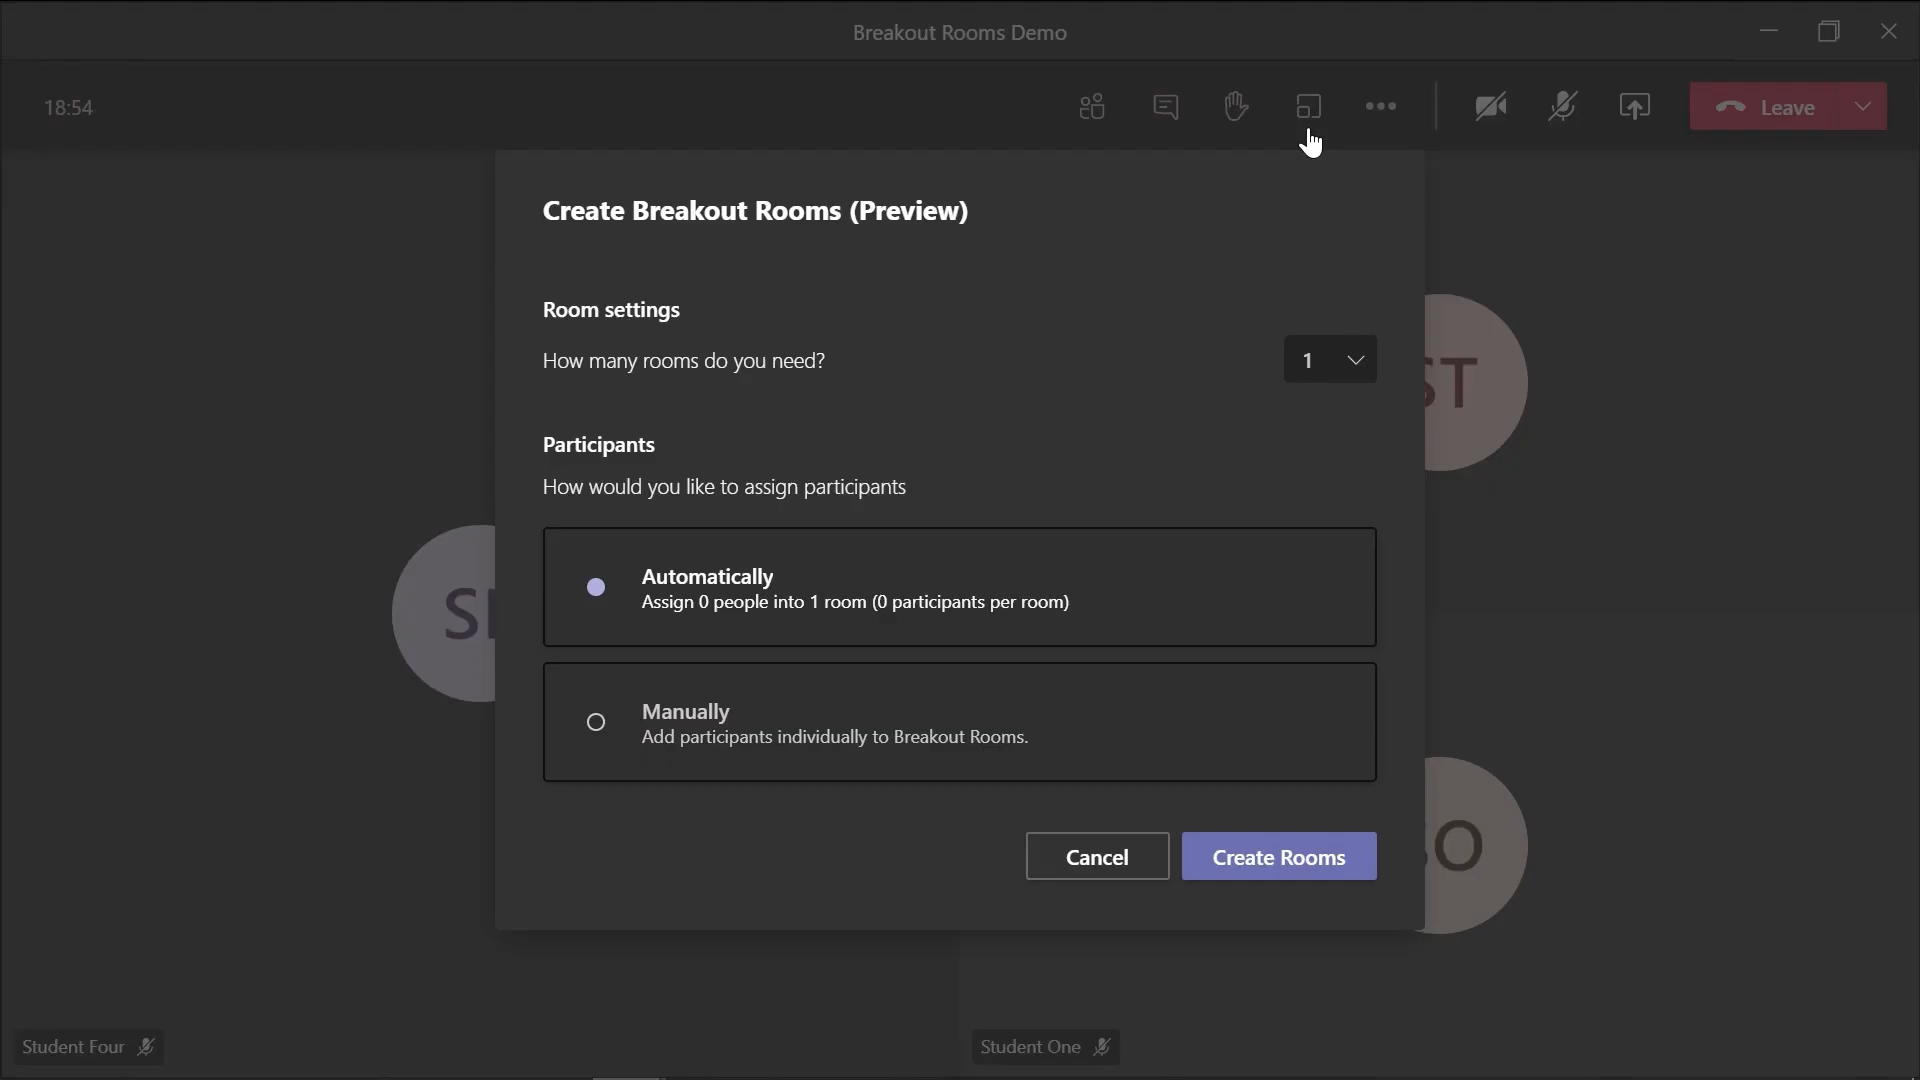 Breakout Rooms Demo
18:54
Leave
Create Breakout Rooms (Preview)
Room settings
How many rooms do you need?
1
ST
Participants
How would you like to assign participants
Automatically
Assign 0 people into 1 room (0 participants per room)
S
Manually
Add participants individually to Breakout Rooms.
Cancel
Create Rooms
O
Student Four
Student One